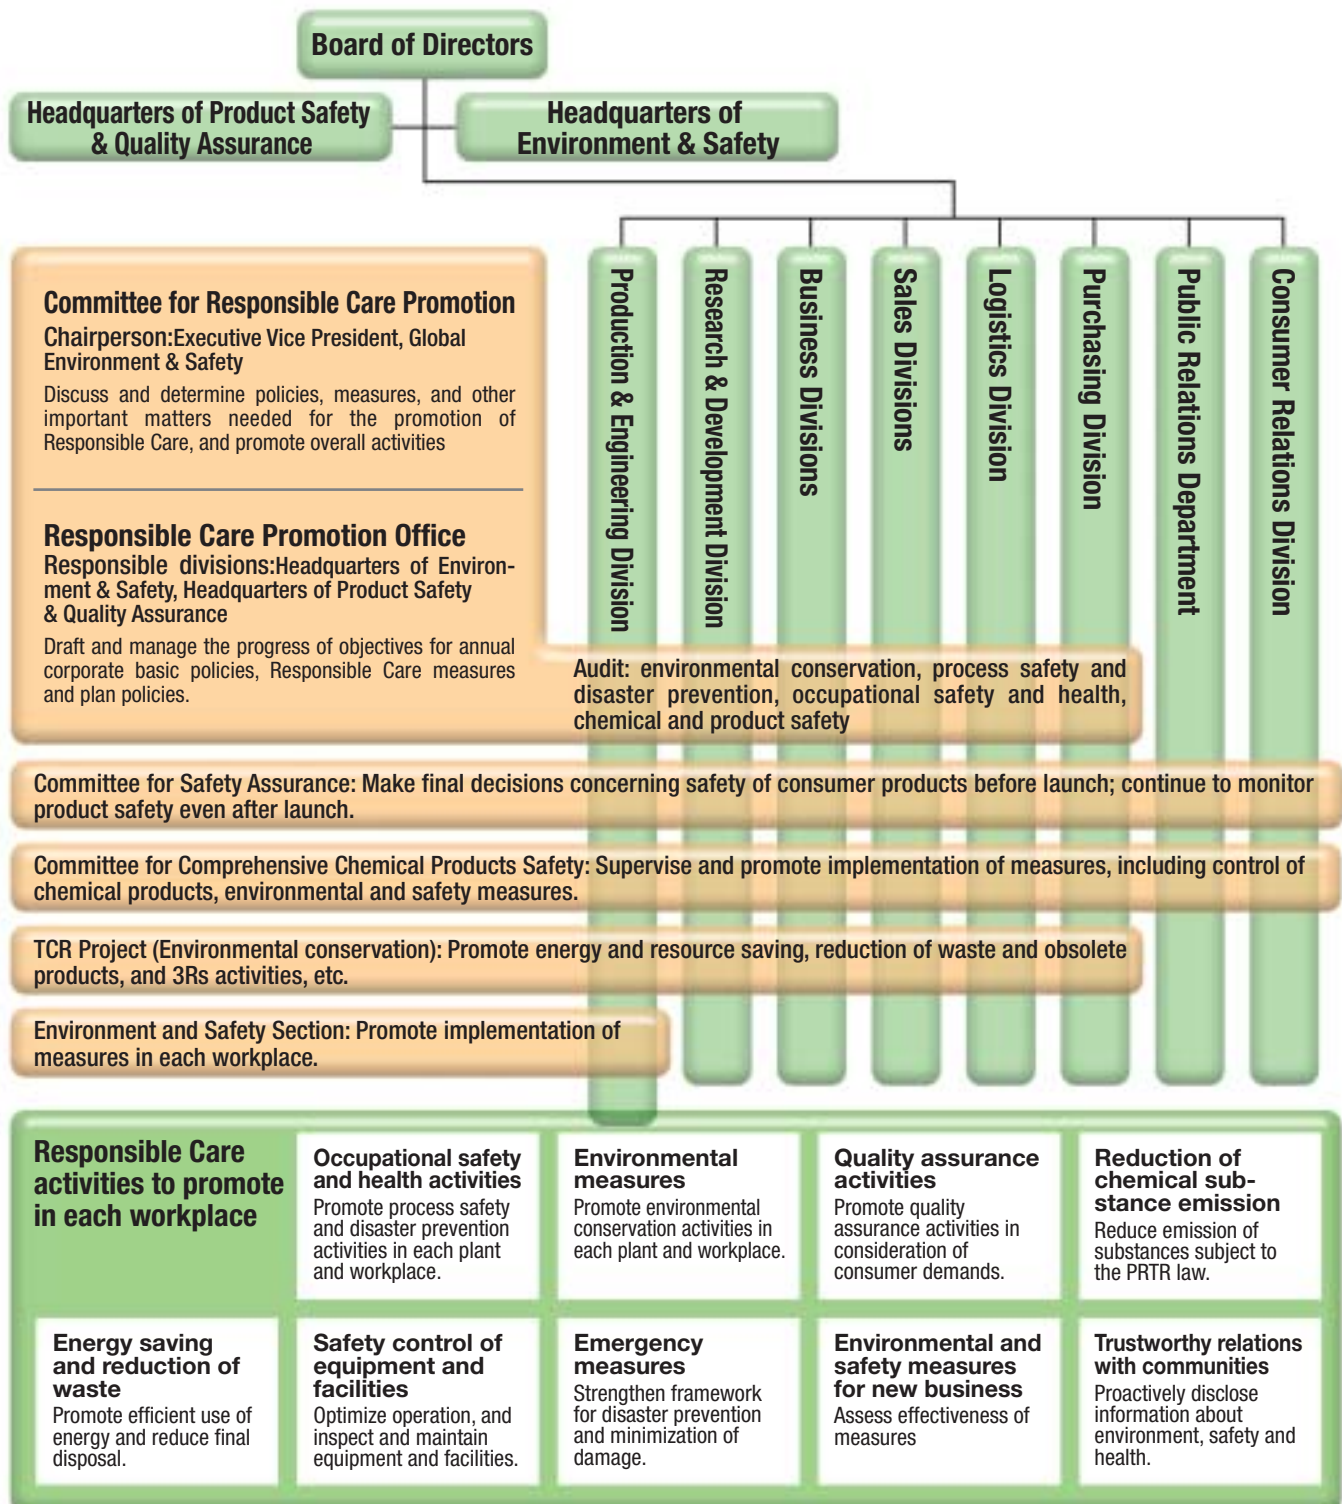 Board of Directors
Headquarters of Product Safety
& Quality Assurance
Headquarters of
Environment & Safety
Production & Engineering Division
Research & Development Division
Business Divisions
Sales Divisions
Logistics Division
Purchasing Division
Public Relations Department
Consumer Relations Division
Committee for Responsible Care Promotion
Chairperson:Executive Vice President, Global
Environment & Safety
Discuss and determine policies, measures, and other
important matters needed for the promotion of
Responsible Care, and promote overall activities
Responsible Care Promotion Office
Responsible divisions:Headquarters of Environ-
ment & Safety, Headquarters of Product Safety
& Quality Assurance
Draft and manage the progress of objectives for annual
corporate basic policies, Responsible Care measures
and plan policies.
Audit: environmental conservation, process safety and
disaster prevention, occupational safety and health,
chemical and product safety
Committee for Safety Assurance: Make final decisions concerning safety of consumer products before launch; continue to monitor
product safety even after launch.
Committee for Comprehensive Chemical Products Safety: Supervise and promote implementation of measures, including control of
chemical products, environmental and safety measures.
TCR Project (Environmental conservation): Promote energy and resource saving, reduction of waste and obsolete
products, and 3Rs activities, etc.
Environment and Safety Section: Promote implementation of
measures in each workplace.
Responsible Care
activities to promote
in each workplace
Occupational safety
and health activities
Promote process safety
and disaster prevention
activities in each plant
and workplace.
Environmental
measures
Promote environmental
conservation activities in
each plant and workplace.
Quality assurance
activities
Promote quality
assurance activities in
consideration of
consumer demands.
Reduction of
chemical sub-
stance emission
Reduce emission of
substances subject to
the PRTR law.
Energy saving
and reduction of
waste
Promote efficient use of
energy and reduce final
disposal.
Safety control of
equipment and
facilities
Optimize operation, and
inspect and maintain
equipment and facilities.
Emergency
measures
Strengthen framework
for disaster prevention
and minimization of
damage.
Environmental and
safety measures
for new business
Assess effectiveness of
measures
Trustworthy relations
with communities
Proactively disclose
information about
environment, safety and
health.